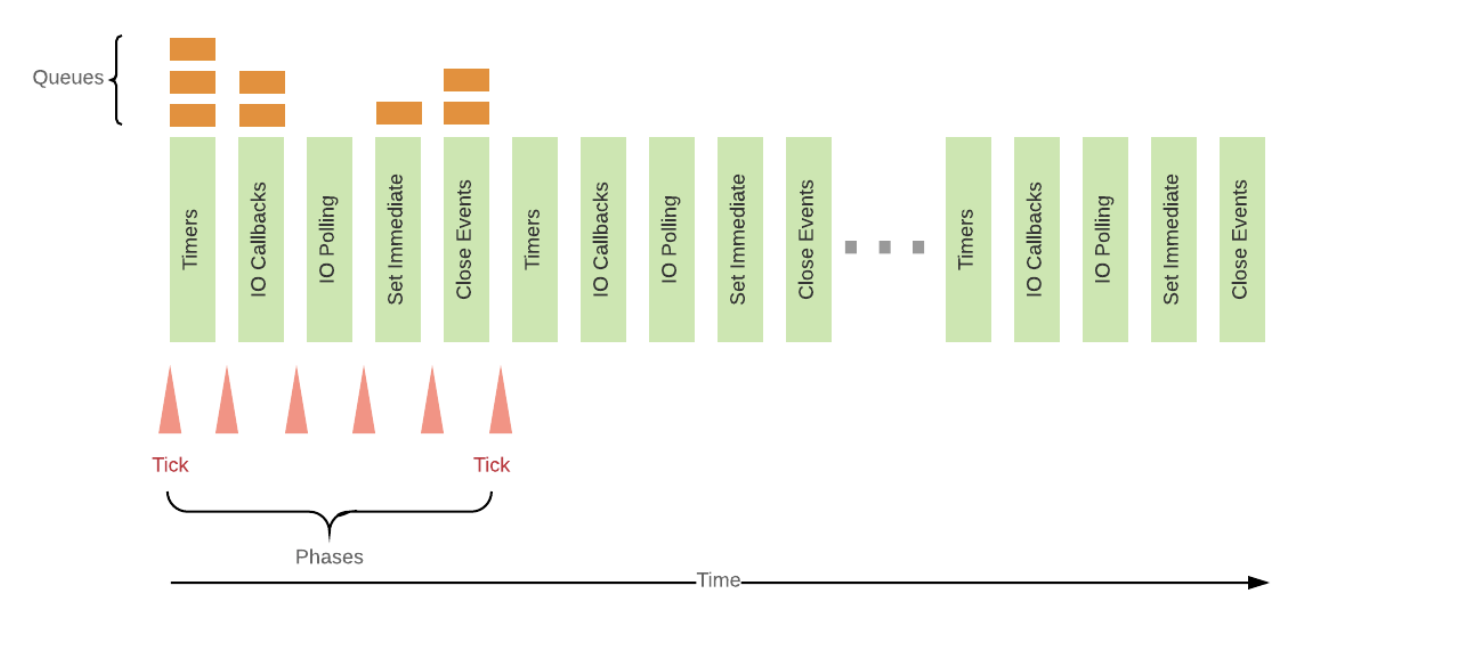 Queues
Timers
IO Callbacks
IO Polling
Set Immediate
Close Events
Timers
IO Callbacks
IO Polling
Set Immediate
Close Events
Timers
IO Callbacks
IO Polling
Set Immediate
Close Events
Tick
Tick
Phases
Time